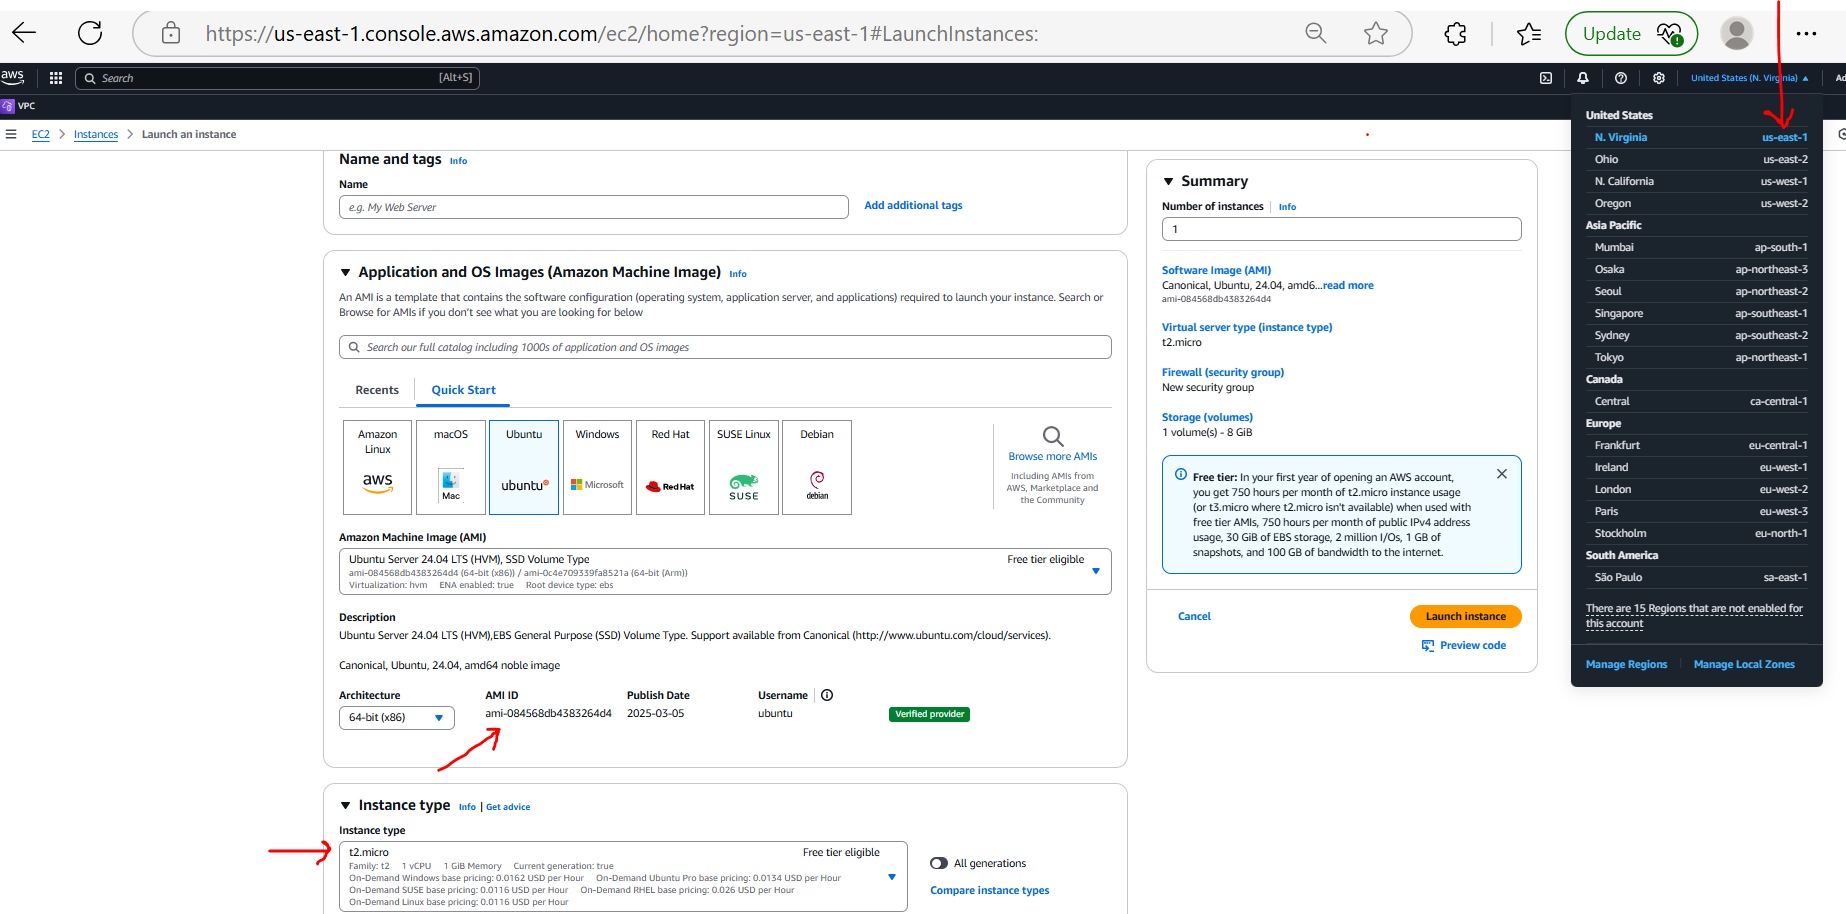 https://us-east-1.console.aws.amazon.com/ec2/home?region=us-east-1#LaunchInstances:
Update
aws
Search
[Alt+S]
United States (N. Virginia)
VPC
EC2 > Instances > Launch an instance
Name and tags Info
Name
e.g. My Web Server
Add additional tags
Application and OS Images (Amazon Machine Image) Info
An AMI is a template that contains the software configuration (operating system, application server, and applications) required to launch your instance. Search or
Browse for AMIs if you don't see what you are looking for below
Search our full catalog including 1000s of application and OS images
Recents
Quick Start
Amazon Linux
aws
macOS
Mac
Ubuntu
ubuntu
Windows
Microsoft
Red Hat
RedHat
SUSE Linux
SUSE
Debian
debian
Browse more AMIs
Including AMIs from
AWS, Marketplace and
the Community
Amazon Machine Image (AMI)
Ubuntu Server 24.04 LTS (HVM), SSD Volume Type
Free tier eligible
ami-084568db4383264d4 (64-bit (x86)) / ami-0c4e709339fa8521a (64-bit (Arm))
Virtualization: hvm ENA enabled: true Root device type: ebs
Description
Ubuntu Server 24.04 LTS (HVM),EBS General Purpose (SSD) Volume Type. Support available from Canonical (http://www.ubuntu.com/cloud/services).
Canonical, Ubuntu, 24.04, amd64 noble image
Architecture
64-bit (x86)
AMI ID
ami-084568db4383264d4
Publish Date
2025-03-05
Username
ubuntu
Verified provider
Instance type Info | Get advice
Instance type
t2.micro
Free tier eligible
Family: t2 1 vCPU 1 GiB Memory Current generation: true
On-Demand Windows base pricing: 0.0162 USD per Hour On-Demand Ubuntu Pro base pricing: 0.0134 USD per Hour
On-Demand SUSE base pricing: 0.0116 USD per Hour On-Demand RHEL base pricing: 0.026 USD per Hour
On-Demand Linux base pricing: 0.0116 USD per Hour
All generations
Compare instance types
Summary
Number of instances Info
1
Software Image (AMI)
Canonical, Ubuntu, 24.04, amd6...read more
ami-084568db4383264d4
Virtual server type (instance type)
t2.micro
Firewall (security group)
New security group
Storage (volumes)
1 volume(s) - 8 GiB
Free tier: In your first year of opening an AWS account,
you get 750 hours per month of t2.micro instance usage
(or t3.micro where t2.micro isn't available) when used with
free tier AMIs, 750 hours per month of public IPv4 address
usage, 30 GiB of EBS storage, 2 million I/Os, 1 GB of
snapshots, and 100 GB of bandwidth to the internet.
Cancel
Launch instance
Preview code
United States
N. Virginia us-east-1
Ohio us-east-2
N. California us-west-1
Oregon us-west-2
Asia Pacific
Mumbai ap-south-1
Osaka ap-northeast-3
Seoul ap-northeast-2
Singapore ap-southeast-1
Sydney ap-southeast-2
Tokyo ap-northeast-1
Canada
Central ca-central-1
Europe
Frankfurt eu-central-1
Ireland eu-west-1
London eu-west-2
Paris eu-west-3
Stockholm eu-north-1
South America
São Paulo sa-east-1
There are 15 Regions that are not enabled for
this account
Manage Regions
Manage Local Zones